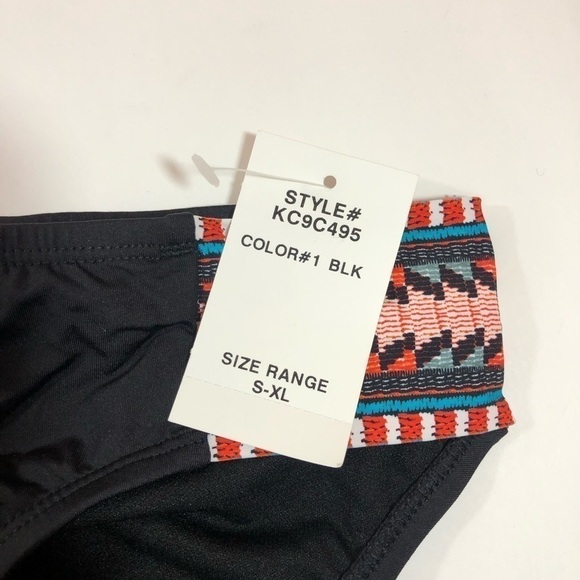 STYLE#
KC9C495
COLOR#1 BLK
SIZE RANGE
S-XL